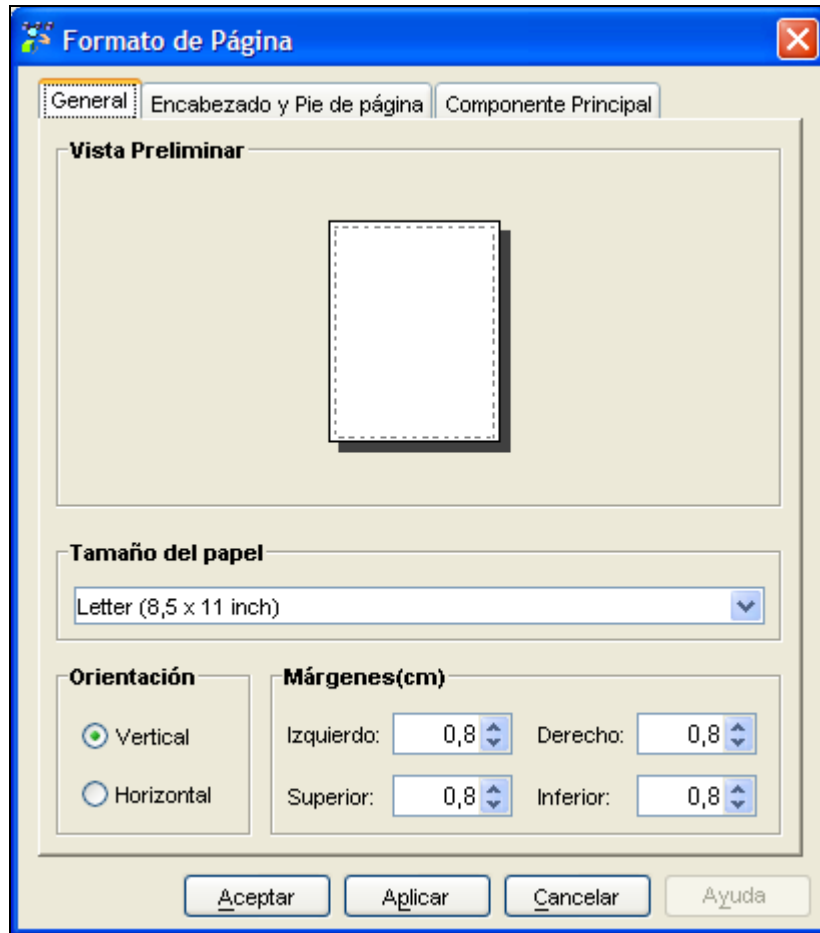 Formato de Página
General Encabezado y Pie de página Componente Principal
Vista Preliminar
Tamaño del papel
Letter (8,5 x 11 inch)
Orientación Márgenes(cm)
Vertical Izquierdo: 0,8 Derecho: 0,8
Horizontal Superior: 0,8 Inferior: 0,8
Aceptar Aplicar Cancelar Ayuda